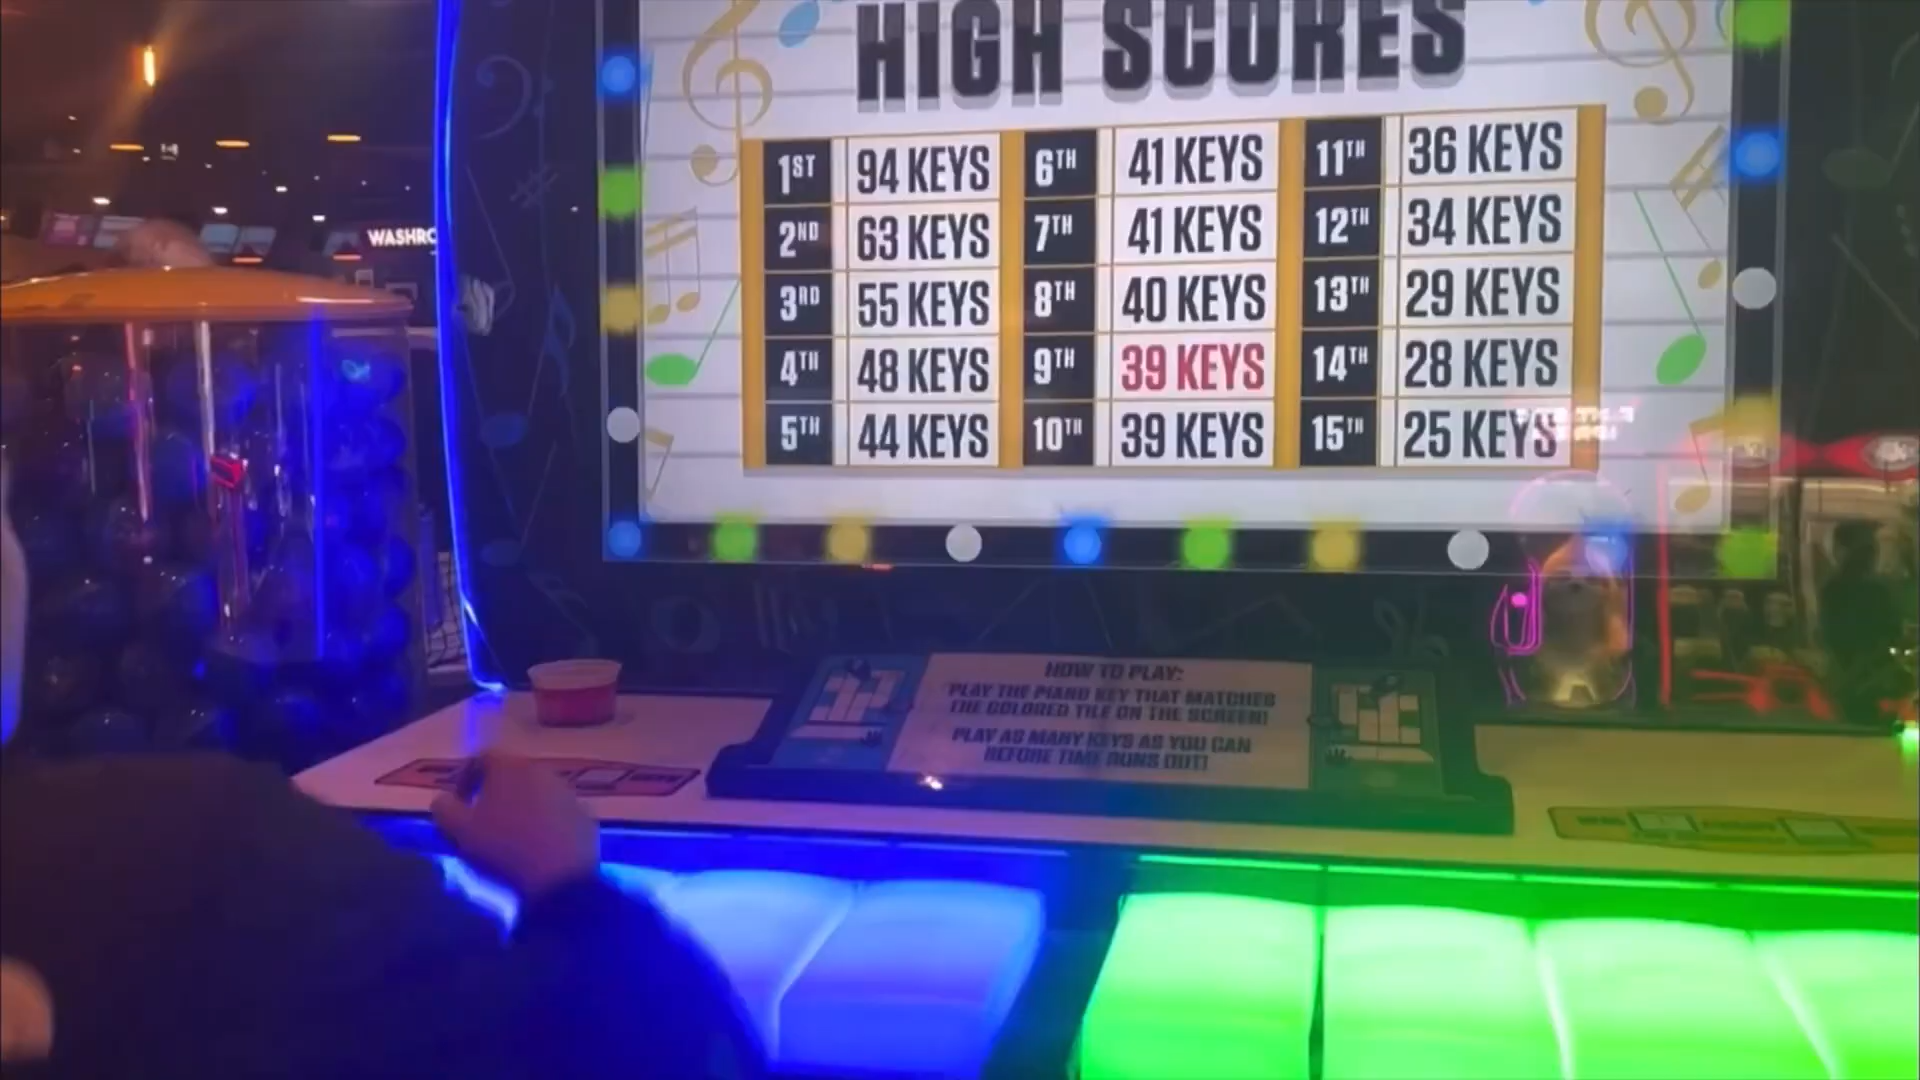 HIGH SCORES
1ST 94 KEYS
2ND 63 KEYS
3RD 55 KEYS
4TH 48 KEYS
5TH 44 KEYS
6TH 41 KEYS
7TH 41 KEYS
8TH 40 KEYS
9TH 39 KEYS
10TH 39 KEYS
11TH 36 KEYS
12TH 34 KEYS
13TH 29 KEYS
14TH 28 KEYS
15TH 25 KEYS
WASHRO
HOW TO PLAY:
PLAY THE PIANO KEY THAT MATCHES
THE COLORED TILE ON THE SCREEN!
PLAY AS MANY KEYS AS YOU CAN
BEFORE TIME RUNS OUT!